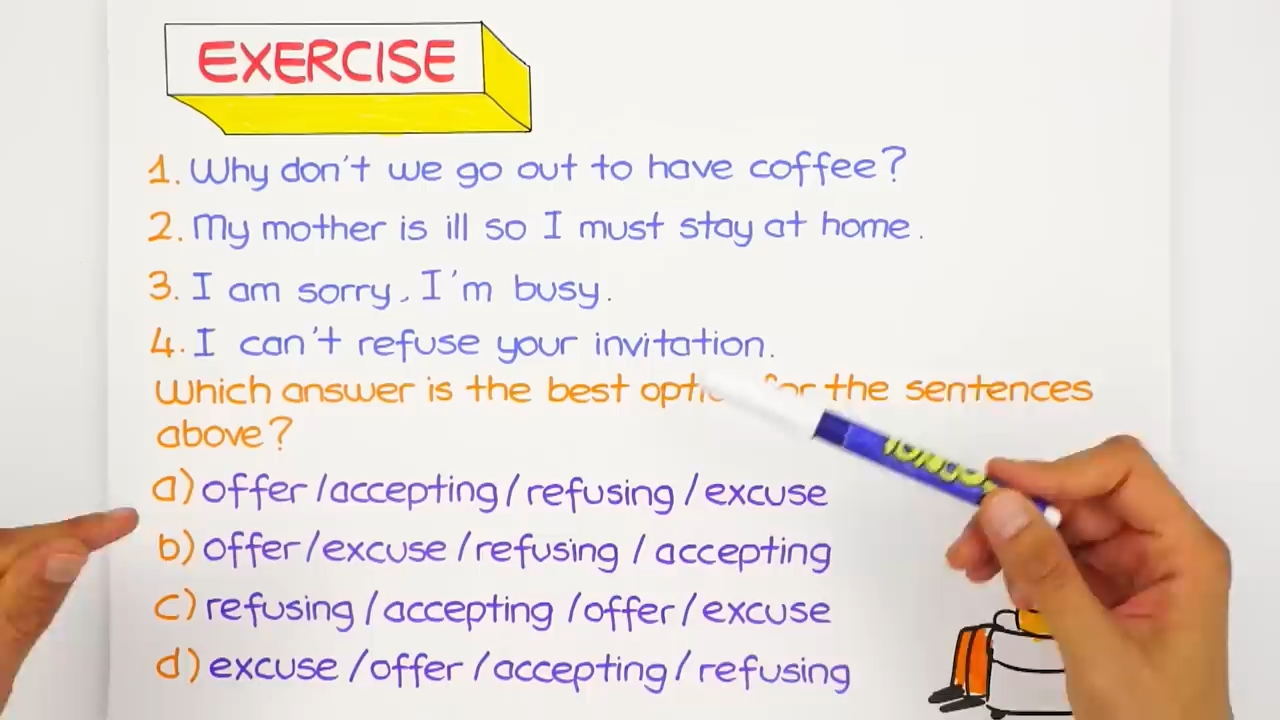 EXERCISE
1. Why don't we go out to have coffee?
2. My mother is ill so I must stay at home.
3. I am sorry, I'm busy.
4. I can't refuse your invitation.
Which answer is the best for the sentences
above?
a) offer / accepting / refusing / excuse
b) offer / excuse / refusing / accepting
c) refusing / accepting / offer / excuse
d) excuse / offer / accepting / refusing